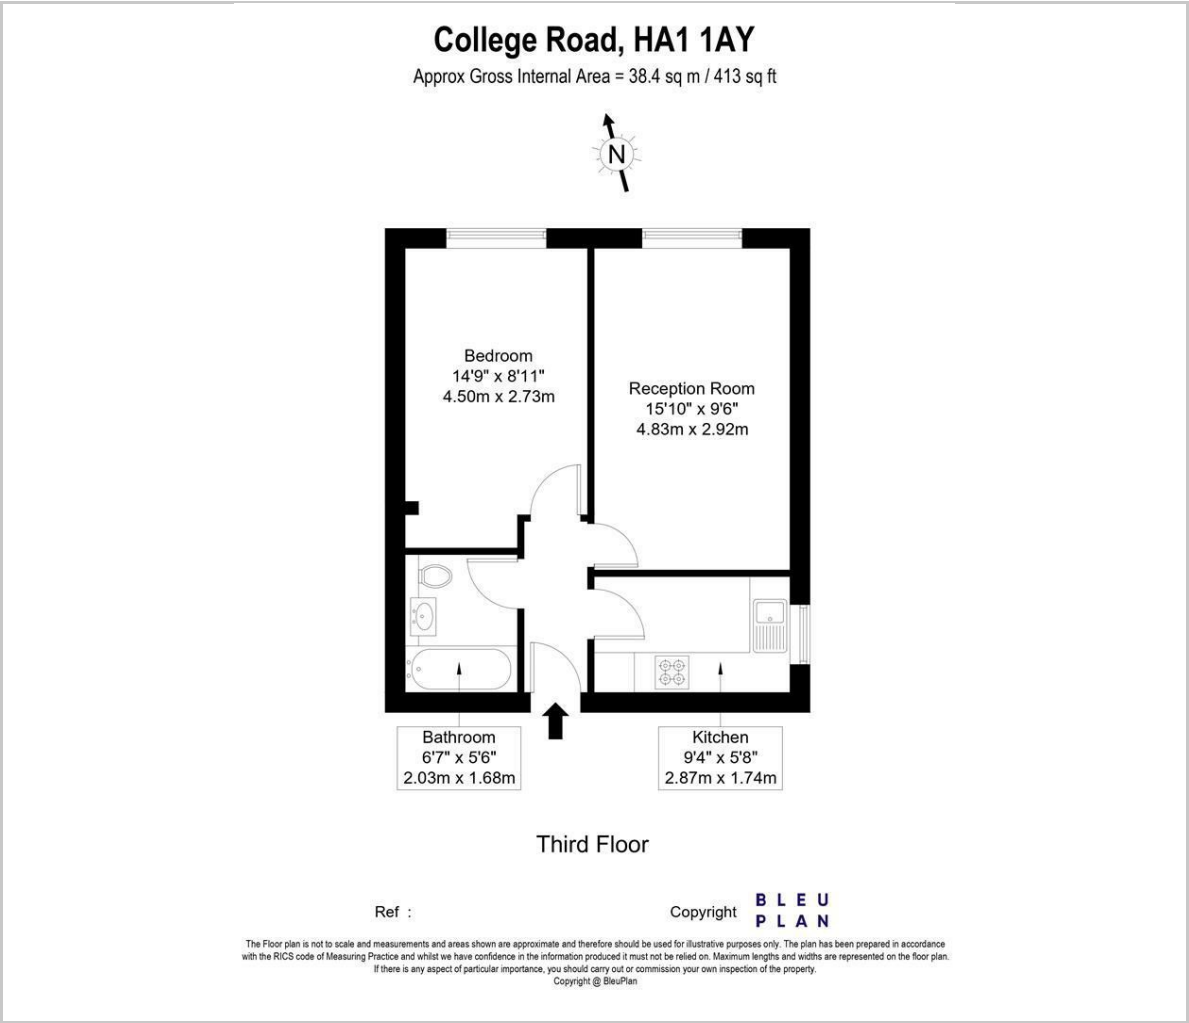 College Road, HA1 1AY
Approx Gross Internal Area = 38.4 sq m / 413 sq ft
N
Bedroom
14'9" x 8'11"
4.50m x 2.73m
Reception Room
15'10" x 9'6"
4.83m x 2.92m
Bathroom
6'7" x 5'6"
2.03m x 1.68m
Kitchen
9'4" x 5'8"
2.87m x 1.74m
Third Floor
Ref :
Copyright
BLEU
PLAN
The Floor plan is not to scale and measurements and areas shown are approximate and therefore should be used for illustrative purposes only. The plan has been prepared in accordance
with the RICS code of Measuring Practice and whilst we have confidence in the information produced it must not be relied on. Maximum lengths and widths are represented on the floor plan.
If there is any aspect of particular importance, you should carry out or commission your own inspection of the property.
Copyright @ BleuPlan